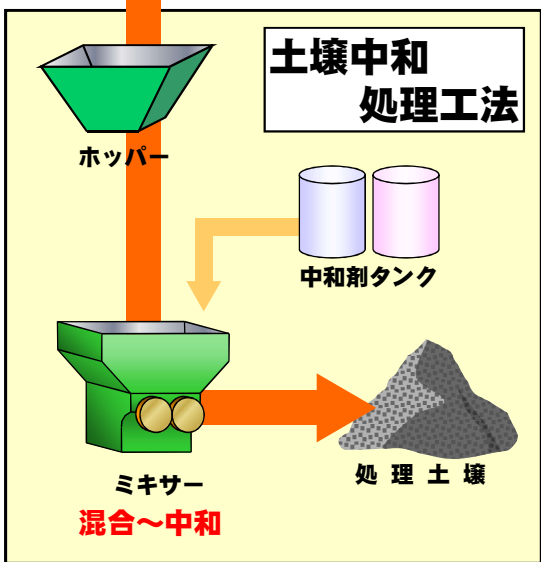 土壌中和
処理工法
ホッパー
中和剤タンク
処理土壌
ミキサー
混合～中和